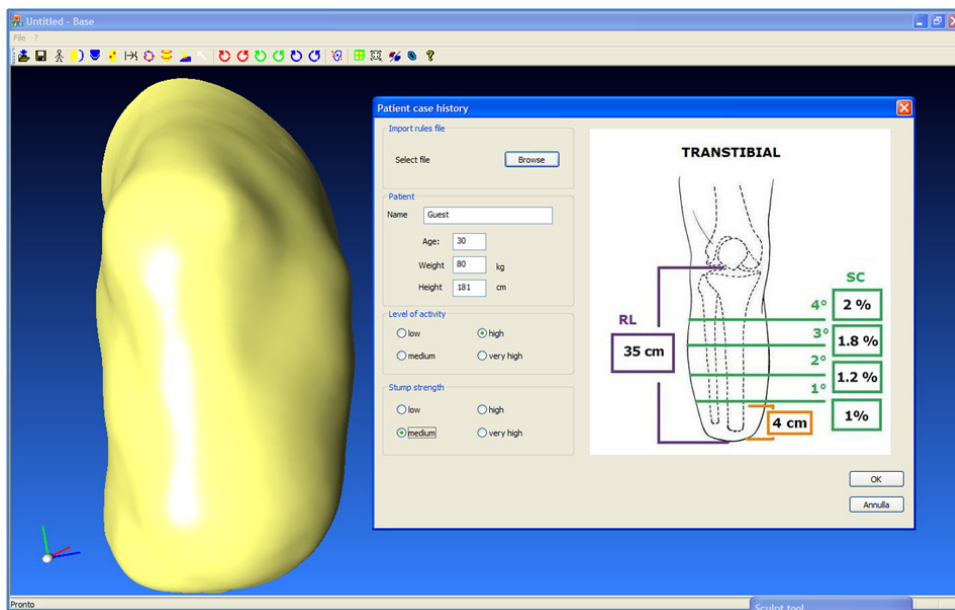 Untitled - Base
File ?
Patient case history
Import rules file
Select file
Browse
Patient
Name
Guest
Age:
30
Weight
80
kg
Height
181
cm
Level of activity
low
high
medium
very high
Stump strength
low
high
medium
very high
TRANSTIBIAL
SC
4°
2 %
RL
3°
35 cm
1.8 %
2°
1.2 %
1°
4 cm
1%
OK
Annulla
Pronto
Sculpt tool